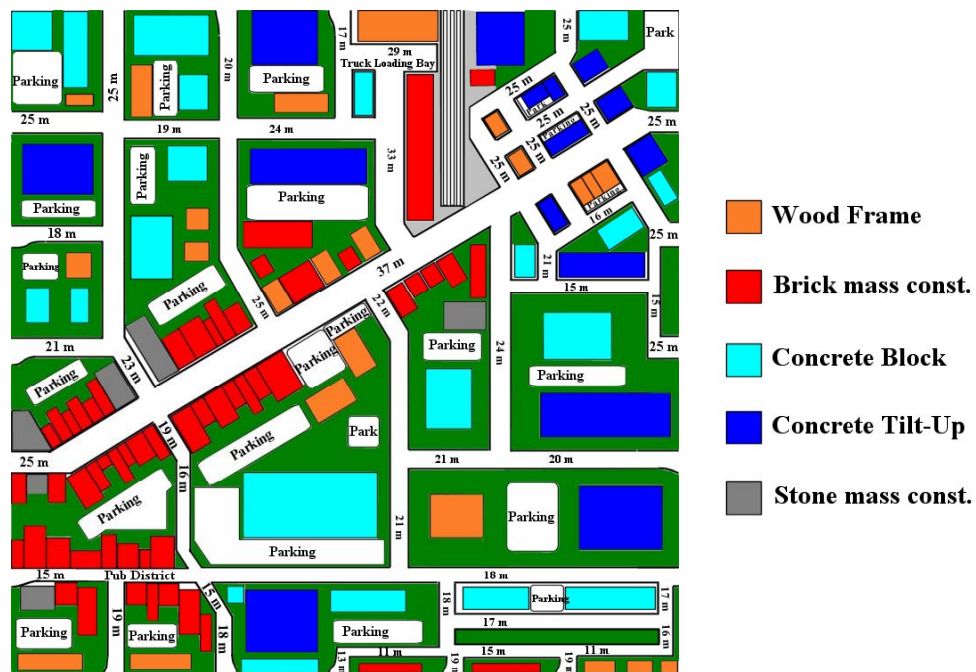 17 m
25 m
Park
29 m
Truck Loading Bay
Parking
Parking
Parking
20 m
25 m
25 m
Park
25 m
25 m
Parking
25 m
25 m
19 m
24 m
25 m
25 m
33 m
25 m
Parking
Parking
Parking
Parking
16 m
18 m
25 m
37 m
Parking
21 m
Parking
15 m
25 m
22 m
15 m
Parking
21 m
24 m
Parking
Parking
25 m
23 m
Parking
Parking
Park
19 m
Parking
25 m
21 m
20 m
16 m
Parking
Parking
21 m
Parking
15 m
Pub District
18 m
15 m
18 m
Parking
17 m
19 m
Parking
Parking
18 m
Parking
17 m
16 m
13 m
11 m
19 m
15 m
19 m
11 m
Wood Frame
Brick mass const.
Concrete Block
Concrete Tilt-Up
Stone mass const.